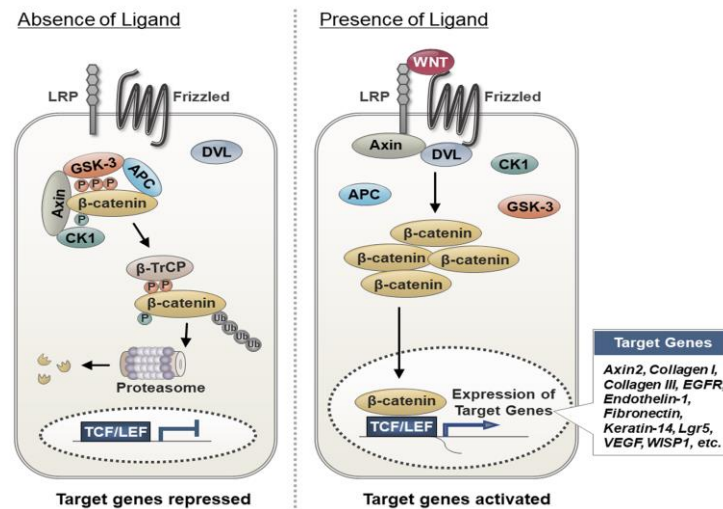 Absence of Ligand
LRP
Frizzled
DVL
GSK-3
APC
P P P
Axin
β-catenin
P
CK1
β-TrCP
P P
β-catenin
P
Ub
Ub
Ub
Ub
Proteasome
TCF/LEF
Target genes repressed
Presence of Ligand
WNT
LRP
Frizzled
Axin
DVL
CK1
APC
GSK-3
β-catenin
β-catenin β-catenin
β-catenin
β-catenin
TCF/LEF
Expression of
Target Genes
Target genes activated
Target Genes
Axin2, Collagen I,
Collagen III, EGFR,
Endothelin-1,
Fibronectin,
Keratin-14, Lgr5,
VEGF, WISP1, etc.